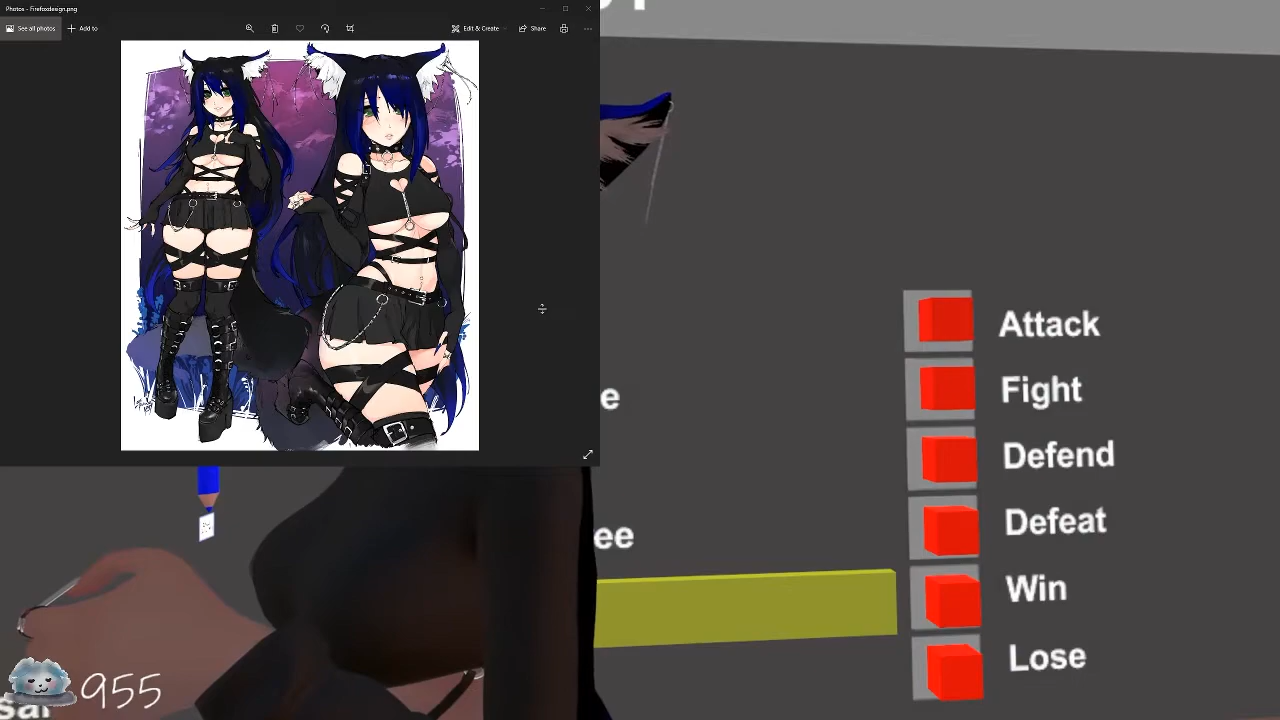 Photos - Firefoxdesign.png
See all photos
Add to
Edit & Create
Share
e
Attack
Fight
Defend
Defeat
ee
Win
Lose
955